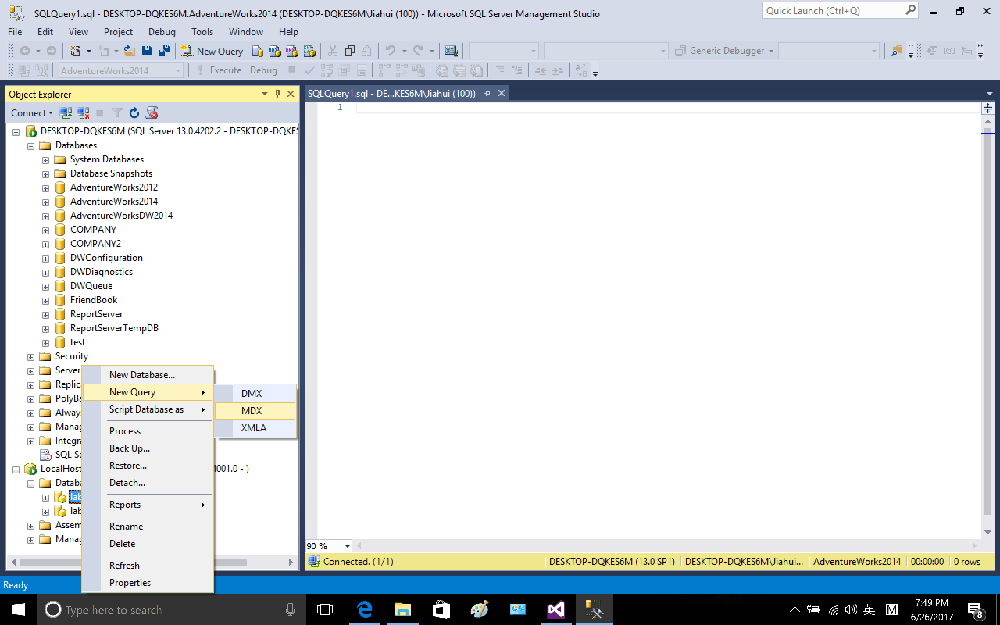 SQLQuery1.sql - DESKTOP-DQKES6M.AdventureWorks2014 (DESKTOP-DQKES6M\Jiahui (100)) - Microsoft SQL Server Management Studio
Quick Launch (Ctrl+Q)
File Edit View Project Debug Tools Help
New Query
Generic Debugger
AdventureWorks2014
Execute Debug
Object Explorer
Connect
DESKTOP-DQKES6M (SQL Server 13.0.4202.2 - DESKTOP-DQKES
Databases
System Databases
Database Snapshots
AdventureWorks2012
AdventureWorks2014
AdventureWorksDW2014
COMPANY
COMPANY2
DWConfiguration
DWDiagnostics
DWQueue
FriendBook
ReportServer
ReportServerTempDB
test
Security
Server
Replic
PolyBa
Always
Manag
Integra
SQL Se
LocalHost 4001.0 - )
Databa
lab
lab
Assem
Manag
New Database...
New Query
Script Database as
Process
Back Up...
Restore...
Detach...
Reports
Rename
Delete
Refresh
Properties
DMX
MDX
XMLA
SQLQuery1.sql - DE...KES6M\Jiahui (100))
1
90 %
Connected. (1/1)
DESKTOP-DQKES6M (13.0 SP1)
DESKTOP-DQKES6M\Jiahui...
AdventureWorks2014
00:00:00
0 rows
Ready
Type here to search
英
M
7:49 PM
6/26/2017
8